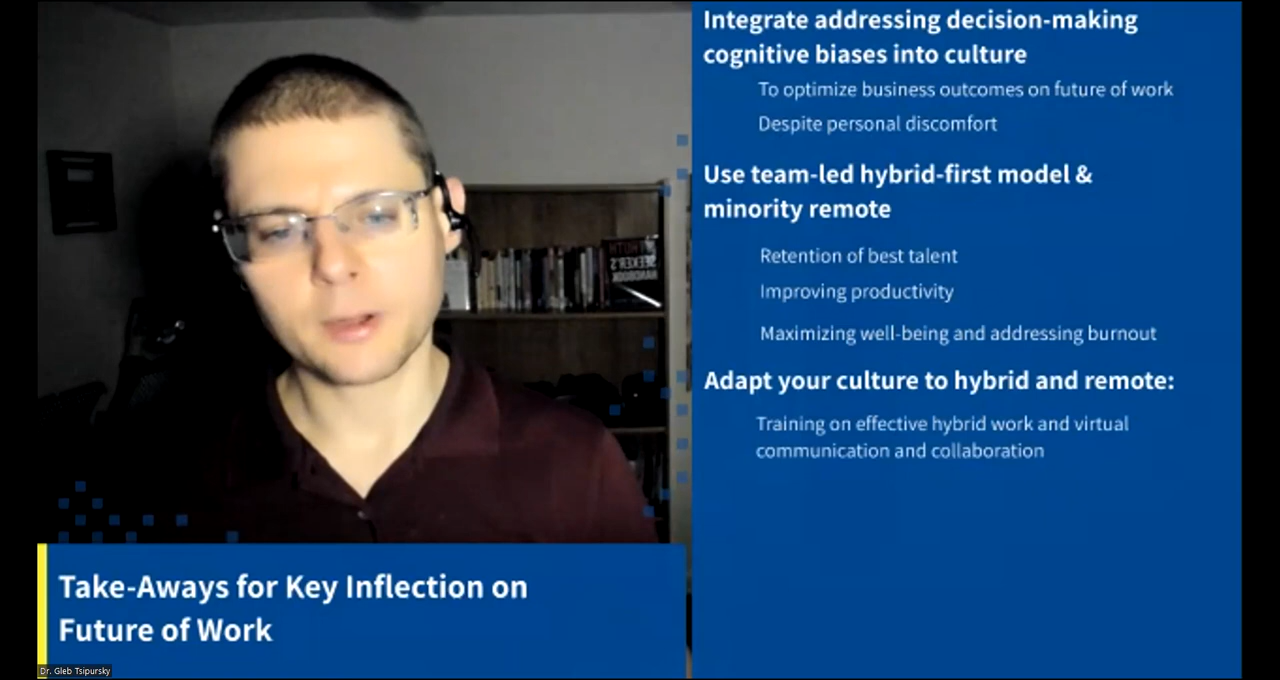 Integrate addressing decision-making
cognitive biases into culture
To optimize business outcomes on future of work
Despite personal discomfort
Use team-led hybrid-first model &
minority remote
Retention of best talent
Improving productivity
Maximizing well-being and addressing burnout
Adapt your culture to hybrid and remote:
Training on effective hybrid work and virtual
communication and collaboration
SEEKER'S
HANDBOOK
Take-Aways for Key Inflection on
Future of Work
Dr. Gleb Tsipursky